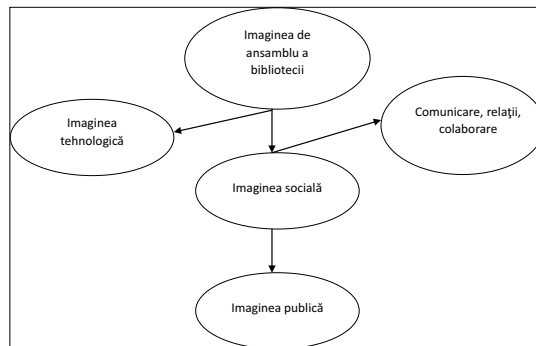 Imaginea de
ansamblu a
bibliotecii
Imaginea
tehnologică
Comunicare, relații,
colaborare
Imaginea socială
Imaginea publică